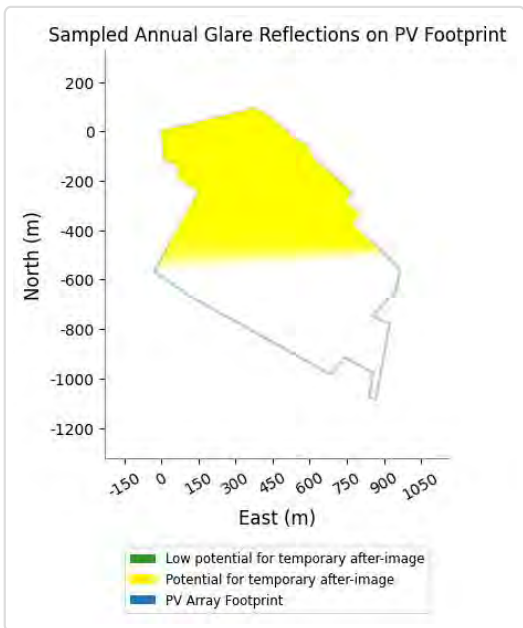 Sampled Annual Glare Reflections on PV Footprint
200
0
-200
-400
-600
-800
-1000
-1200
North (m)
-150 0 150 300 450 600 750 900 1050
East (m)
Low potential for temporary after-image
Potential for temporary after-image
PV Array Footprint